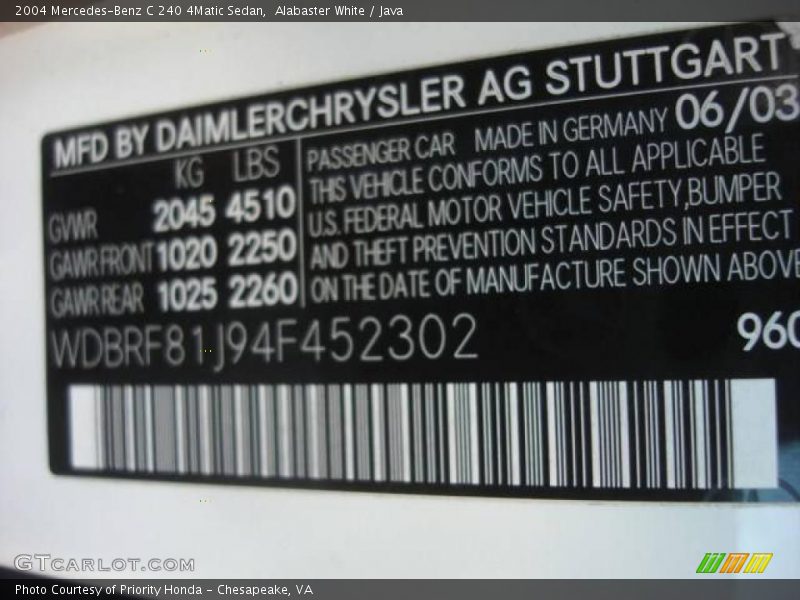 2004 Mercedes-Benz C 240 4Matic Sedan,  Alabaster White / Java
MFD BY DAIMLERCHRYSLER AG STUTTGART
KG LBS
GVWR 2045 4510
GAWR FRONT 1020 2250
GAWR REAR 1025 2260
PASSENGER CAR MADE IN GERMANY 06/03
THIS VEHICLE CONFORMS TO ALL APPLICABLE
U.S. FEDERAL MOTOR VEHICLE SAFETY,BUMPER
AND THEFT PREVENTION STANDARDS IN EFFECT
ON THE DATE OF MANUFACTURE SHOWN ABOVE
WDBRF81J94F452302
960
GTCARLOT.COM
Photo Courtesy of Priority Honda - Chesapeake, VA